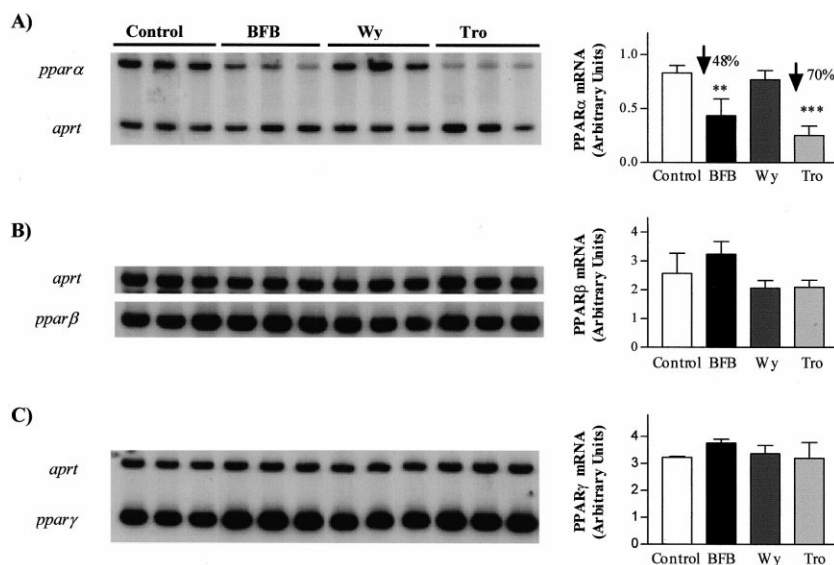 A)
Control BFB Wy Tro
pparα
aprt
PPARα mRNA
(Arbitrary Units)
1.0
0.5
0.0
48%
**
70%
***
Control BFB Wy Tro
B)
aprt
pparβ
PPARβ mRNA
(Arbitrary Units)
4
3
2
1
0
Control BFB Wy Tro
C)
aprt
pparγ
PPARγ mRNA
(Arbitrary Units)
4
3
1
0
Control BFB Wy Tro